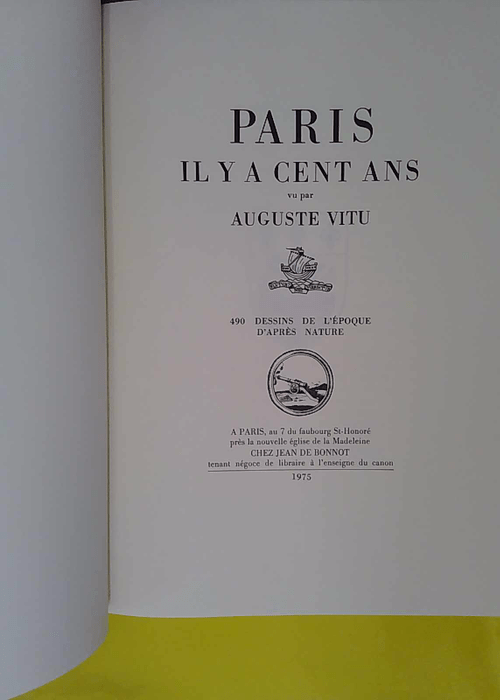 PARIS
IL Y A CENT ANS
vu par
AUGUSTE VITU
490 DESSINS DE L'ÉPOQUE
D'APRÈS NATURE
A PARIS, au 7 du faubourg St-Honoré
près la nouvelle église de la Madeleine
CHEZ JEAN DE BONNOT
tenant négoce de libraire à l'enseigne du canon
1975